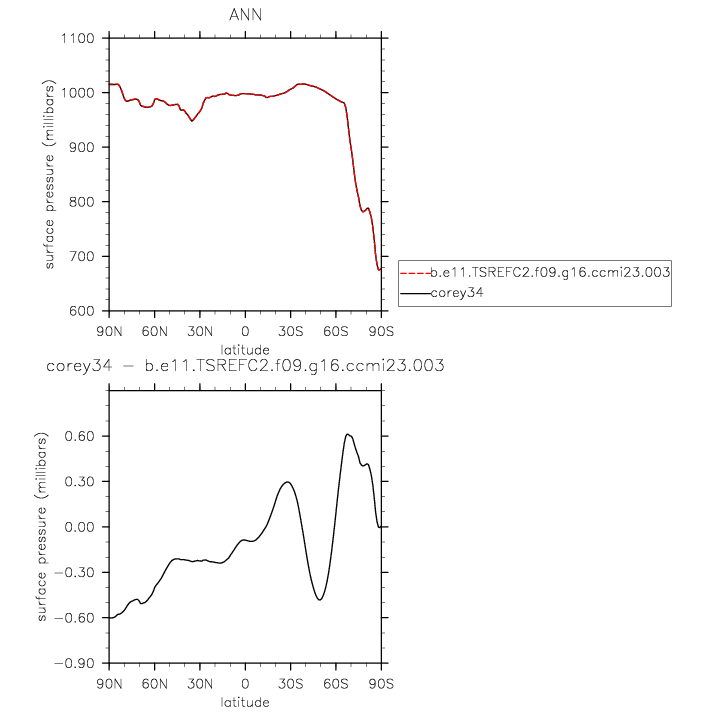 ANN
1100
1000
900
800
700
600
surface pressure (millibars)
90N 60N 30N 0 30S 60S 90S
latitude
b.e11.TSREFC2.f09.g16.ccmi23.003
corey34
corey34 − b.e11.TSREFC2.f09.g16.ccmi23.003
0.60
0.30
0.00
−0.30
−0.60
−0.90
surface pressure (millibars)
90N 60N 30N 0 30S 60S 90S
latitude